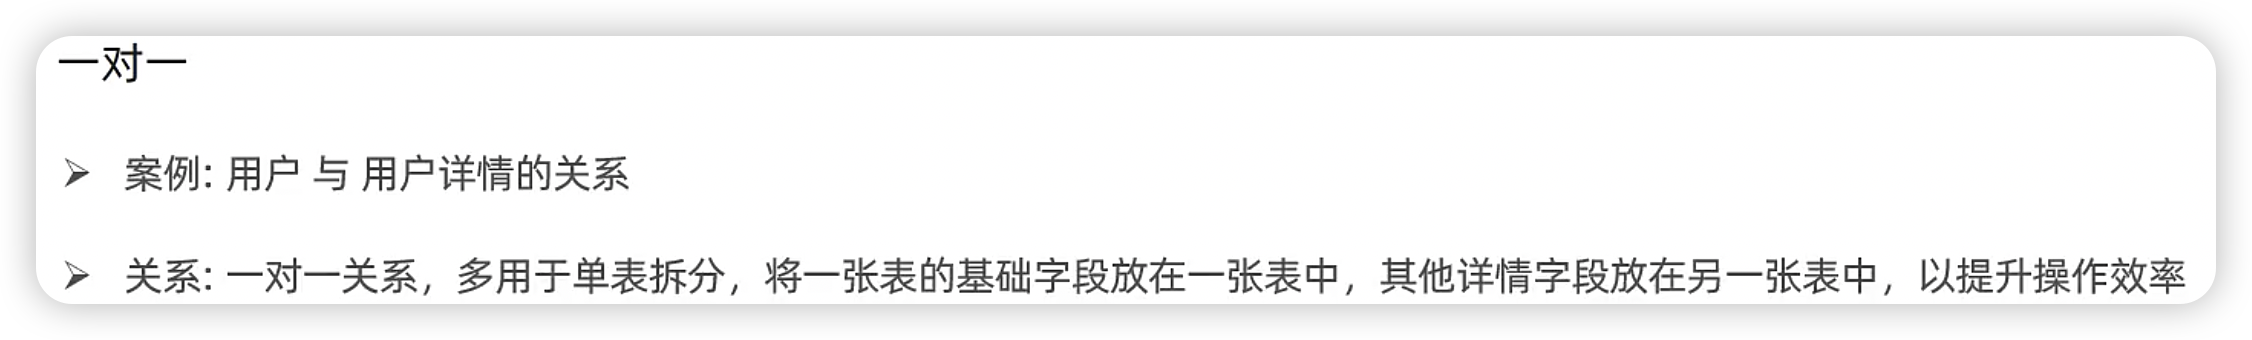 一对一
➢ 案例: 用户 与 用户详情的关系
➢ 关系: 一对一关系，多用于单表拆分，将一张表的基础字段放在一张表中，其他详情字段放在另一张表中，以提升操作效率